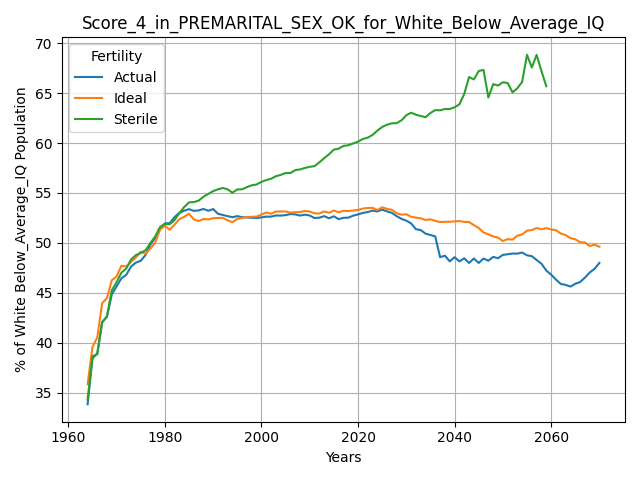 Score_4_in_PREMARITAL_SEX_OK_for_White_Below_Average_IQ
% of White Below_Average_IQ Population
70
65
60
55
50
45
40
35
Fertility
Actual
Ideal
Sterile
1960
1980
2000
2020
2040
2060
Years